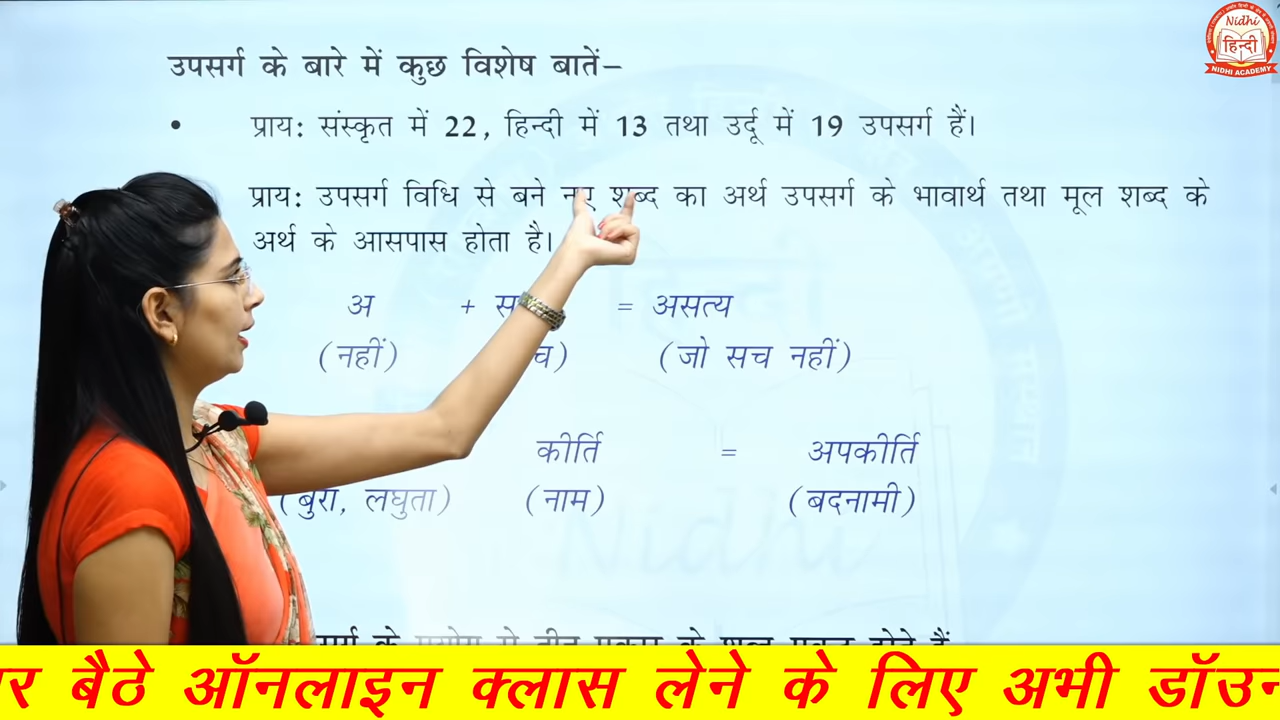 Nidhi
हिन्दी
NIDHI ACADEMY
उपसर्ग के बारे में कुछ विशेष बातें–
• प्राय: संस्कृत में 22, हिन्दी में 13 तथा उर्दू में 19 उपसर्ग हैं।
प्राय: उपसर्ग विधि से बने नए शब्द का अर्थ उपसर्ग के भावार्थ तथा मूल शब्द के
अर्थ के आसपास होता है।
अ + = असत्य
(नहीं) (जो सच नहीं)
कीर्ति = अपकीर्ति
(बुरा, लघुता) (नाम) (बदनामी)
बैठे ऑनलाइन क्लास लेने के लिए अभी